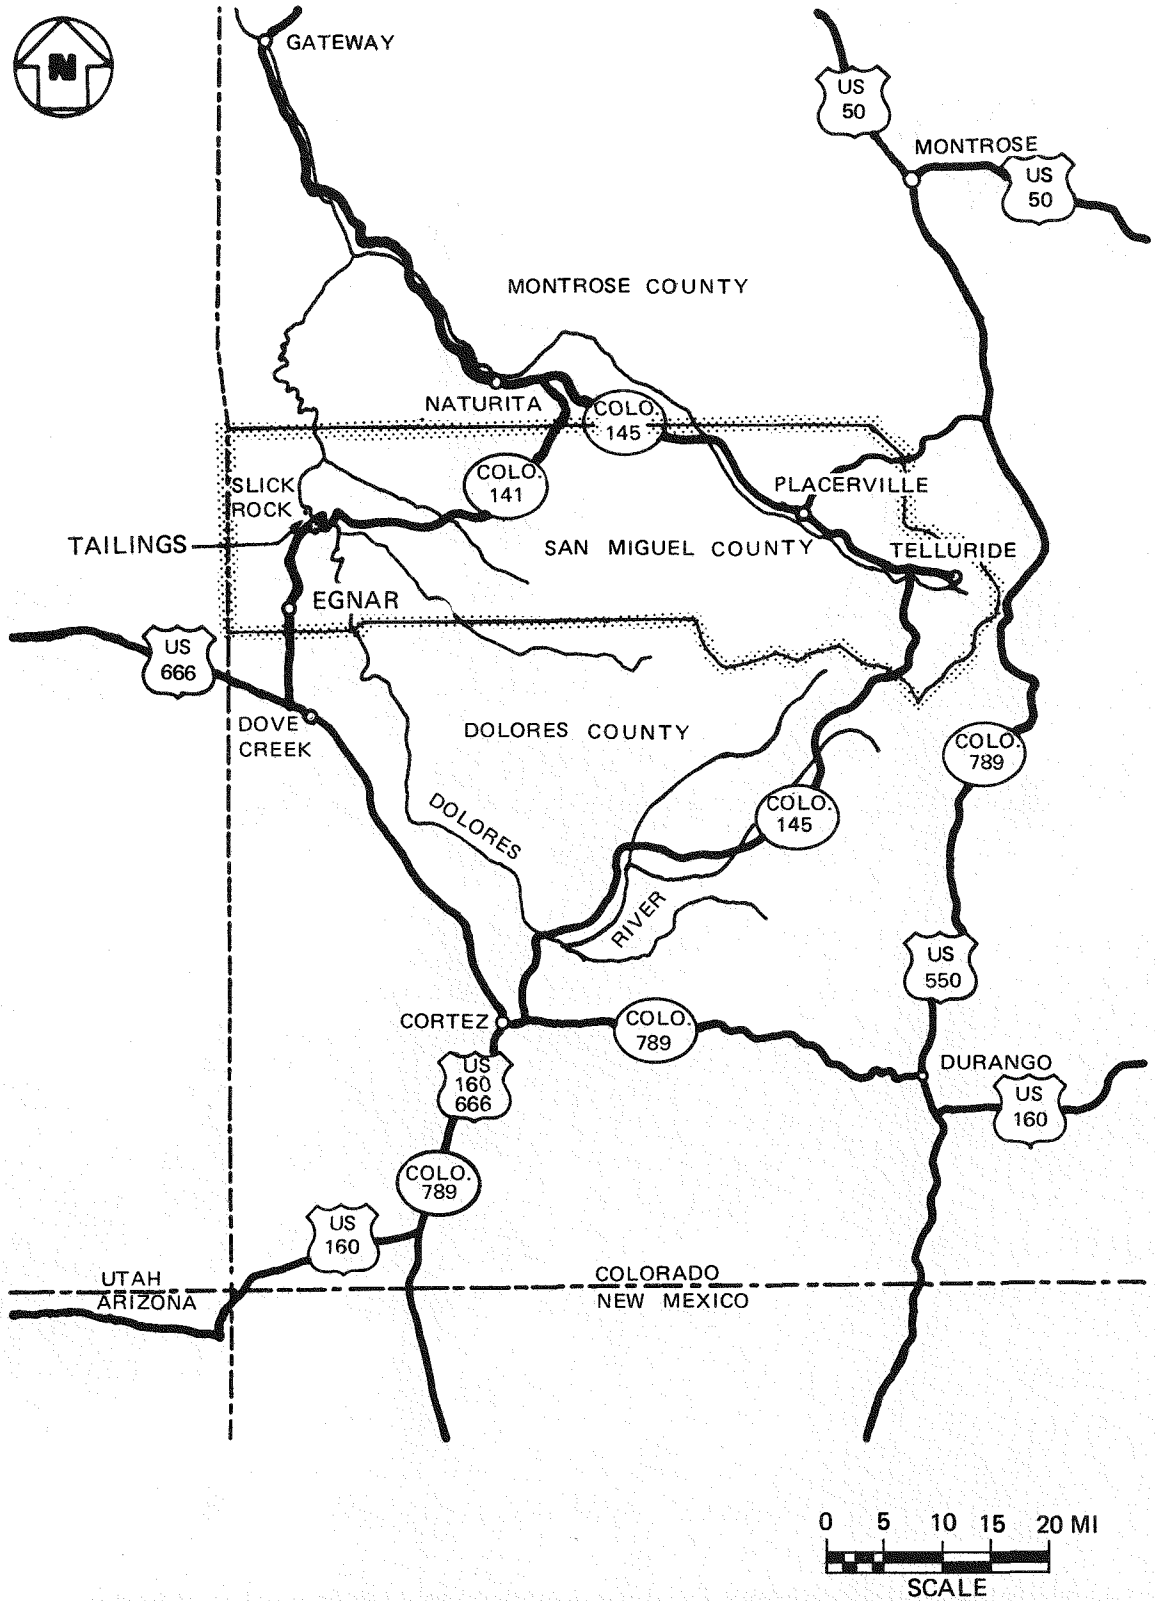 N
GATEWAY
US
50
MONTROSE
US
50
MONTROSE COUNTY
NATURITA
COLO.
145
COLO.
141
SLICK
ROCK
PLACERVILLE
TAILINGS
SAN MIGUEL COUNTY
TELLURIDE
EGNAR
US
666
DOVE
CREEK
DOLORES COUNTY
COLO.
789
DOLORES
RIVER
COLO.
145
US
550
CORTEZ
COLO.
789
US
160
666
DURANGO
US
160
COLO.
789
US
160
UTAH
ARIZONA
COLORADO
NEW MEXICO
0 5 10 15 20 MI
SCALE